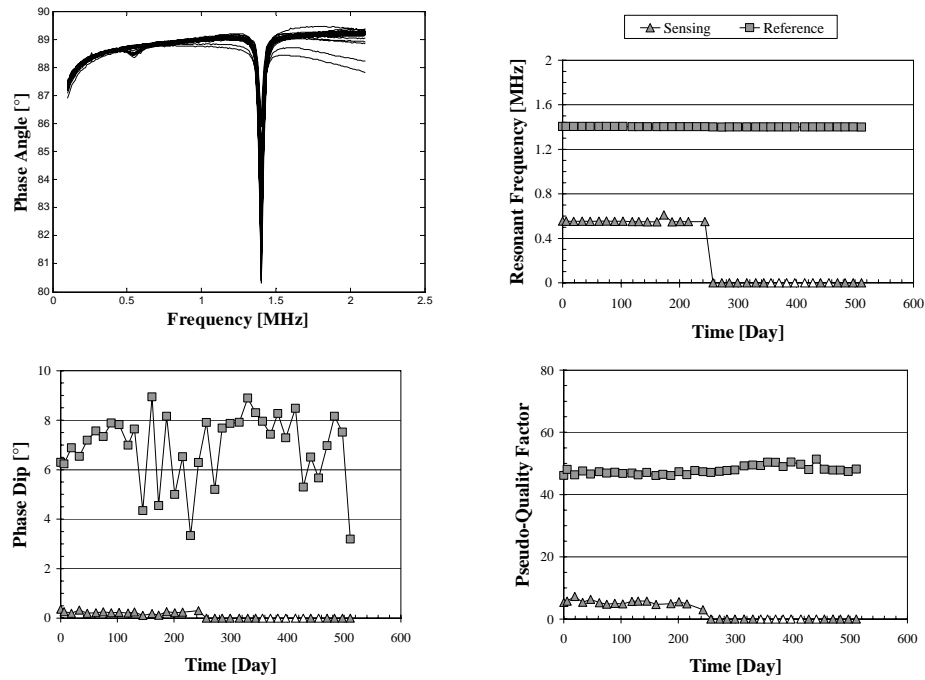 90
89
88
87
86
85
84
83
82
81
80
0 0.5 1 1.5 2 2.5
Phase Angle [°]
Frequency [MHz]
Sensing Reference
2
1.6
1.2
0.8
0.4
0
0 100 200 300 400 500 600
Resonant Frequency [MHz]
Time [Day]
10
8
6
4
2
0
0 100 200 300 400 500 600
Phase Dip [°]
Time [Day]
80
60
40
20
0
0 100 200 300 400 500 600
Pseudo-Quality Factor
Time [Day]